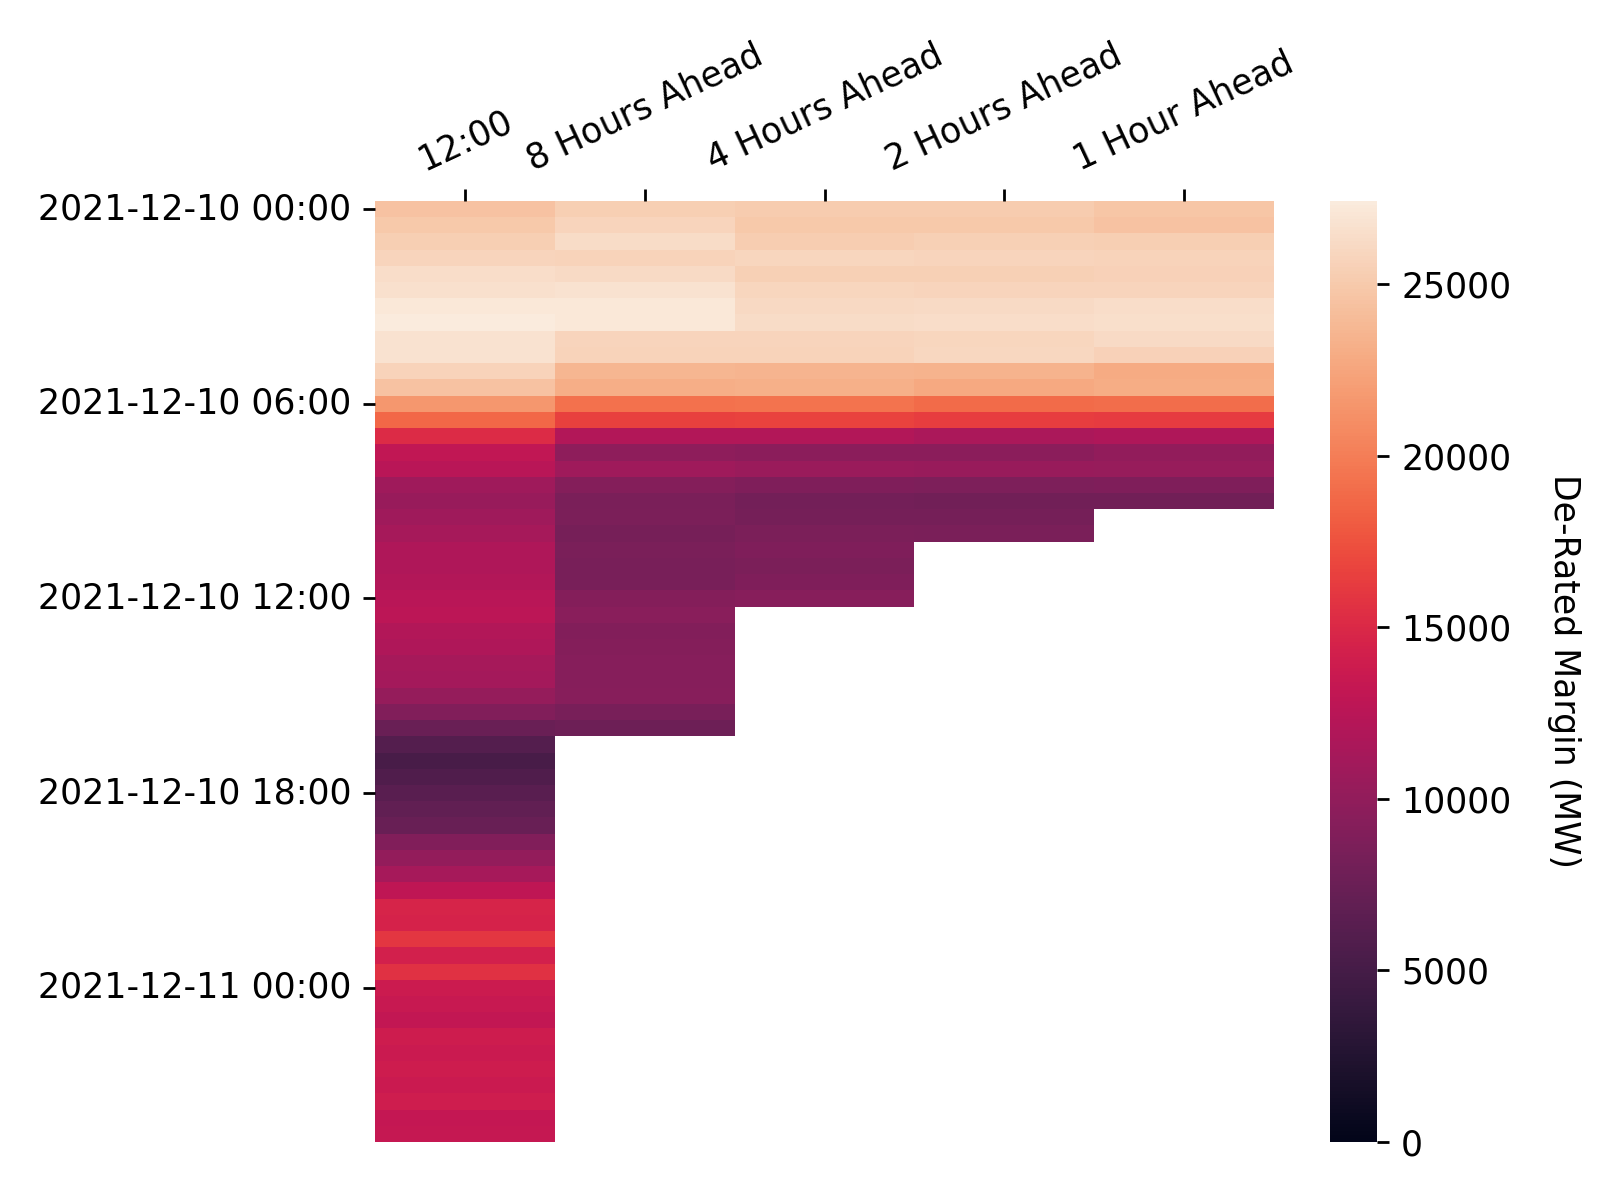 12:00
8 Hours Ahead
4 Hours Ahead
2 Hours Ahead
1 Hour Ahead
2021-12-10 00:00
2021-12-10 06:00
2021-12-10 12:00
2021-12-10 18:00
2021-12-11 00:00
25000
20000
15000
10000
5000
0
De-Rated Margin (MW)